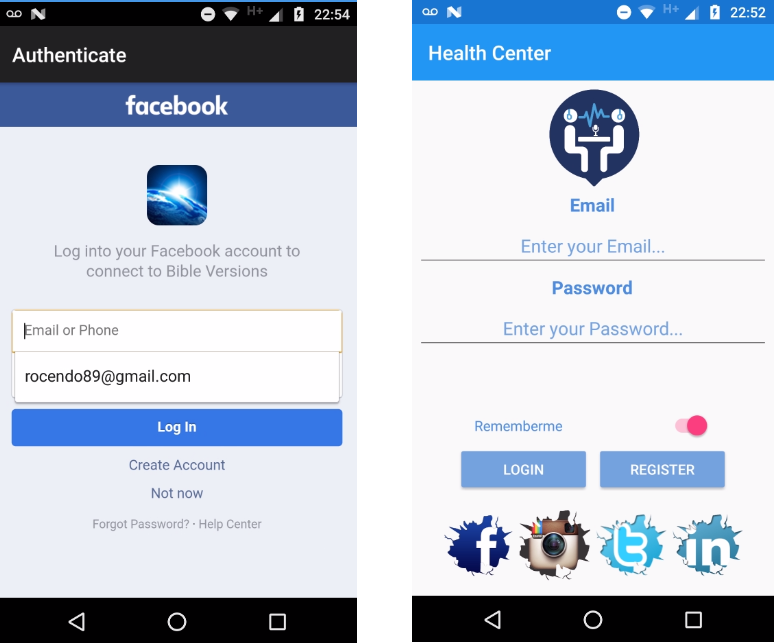 H+ 22:54
Authenticate
facebook
Log into your Facebook account to
connect to Bible Versions
Email or Phone
rocendo89@gmail.com
Log In
Create Account
Not now
Forgot Password? · Help Center
H+ 22:52
Health Center
Email
Enter your Email...
Password
Enter your Password...
Rememberme
LOGIN REGISTER
f t in